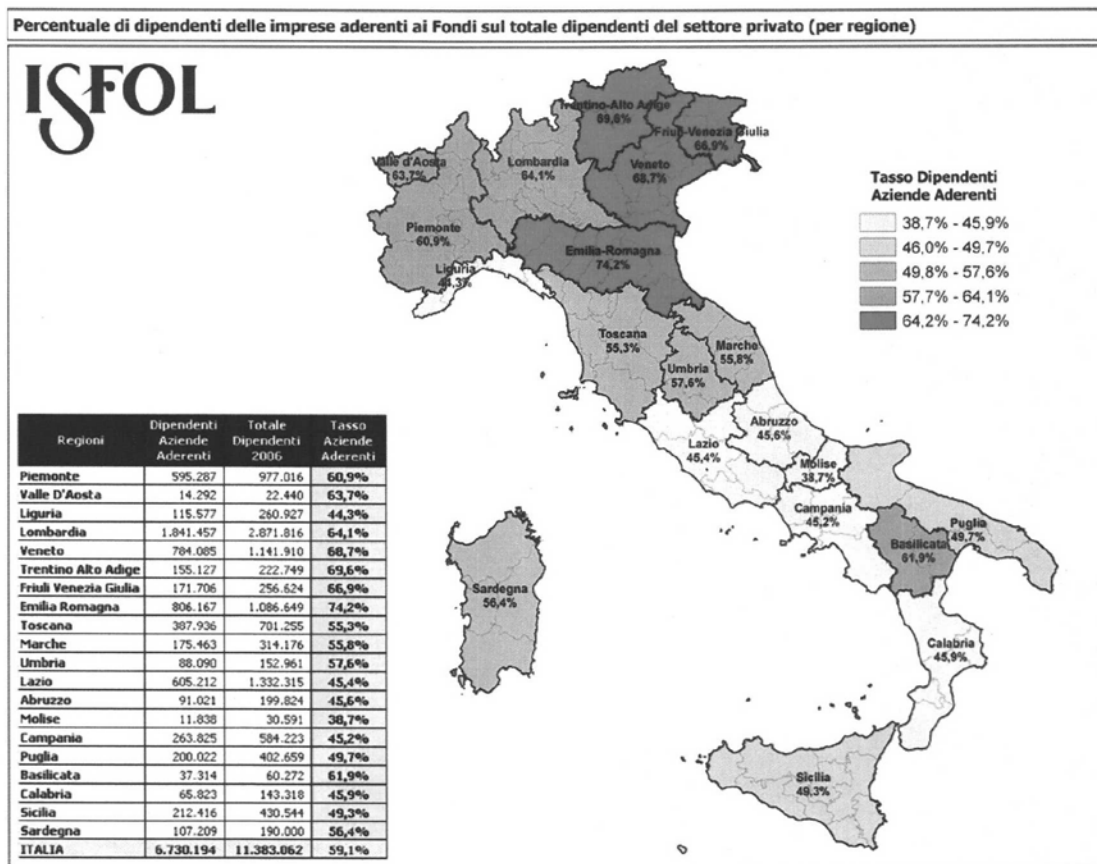 Percentuale di dipendenti delle imprese aderenti ai Fondi sul totale dipendenti del settore privato (per regione)
ISFOL
Trentino-Alto Adige
69,6%
Friuli-Venezia Giulia
66,9%
Valle d'Aosta
63,7%
Lombardia
64,1%
Veneto
68,7%
Piemonte
60,9%
Emilia-Romagna
74,2%
Liguria
44,3%
Toscana
55,3%
Marche
55,8%
Umbria
57,6%
Abruzzo
45,6%
Lazio
45,4%
Molise
38,7%
Campania
45,2%
Puglia
49,7%
Basilicata
61,9%
Sardegna
56,4%
Calabria
45,9%
Sicilia
49,3%
Tasso Dipendenti
Aziende Aderenti
38,7% - 45,9%
46,0% - 49,7%
49,8% - 57,6%
57,7% - 64,1%
64,2% - 74,2%
Regioni Dipendenti Aziende Aderenti Totale Dipendenti 2006 Tasso Aziende Aderenti
Piemonte 595.287 977.016 60,9%
Valle D'Aosta 14.292 22.440 63,7%
Liguria 115.577 260.927 44,3%
Lombardia 1.841.457 2.871.816 64,1%
Veneto 784.085 1.141.910 68,7%
Trentino Alto Adige 155.127 222.749 69,6%
Friuli Venezia Giulia 171.706 256.624 66,9%
Emilia Romagna 806.167 1.086.649 74,2%
Toscana 387.936 701.255 55,3%
Marche 175.463 314.176 55,8%
Umbria 88.090 152.961 57,6%
Lazio 605.212 1.332.315 45,4%
Abruzzo 91.021 199.824 45,6%
Molise 11.838 30.591 38,7%
Campania 263.825 584.223 45,2%
Puglia 200.022 402.659 49,7%
Basilicata 37.314 60.272 61,9%
Calabria 65.823 143.318 45,9%
Sicilia 212.416 430.544 49,3%
Sardegna 107.209 190.000 56,4%
ITALIA 6.730.194 11.383.062 59,1%